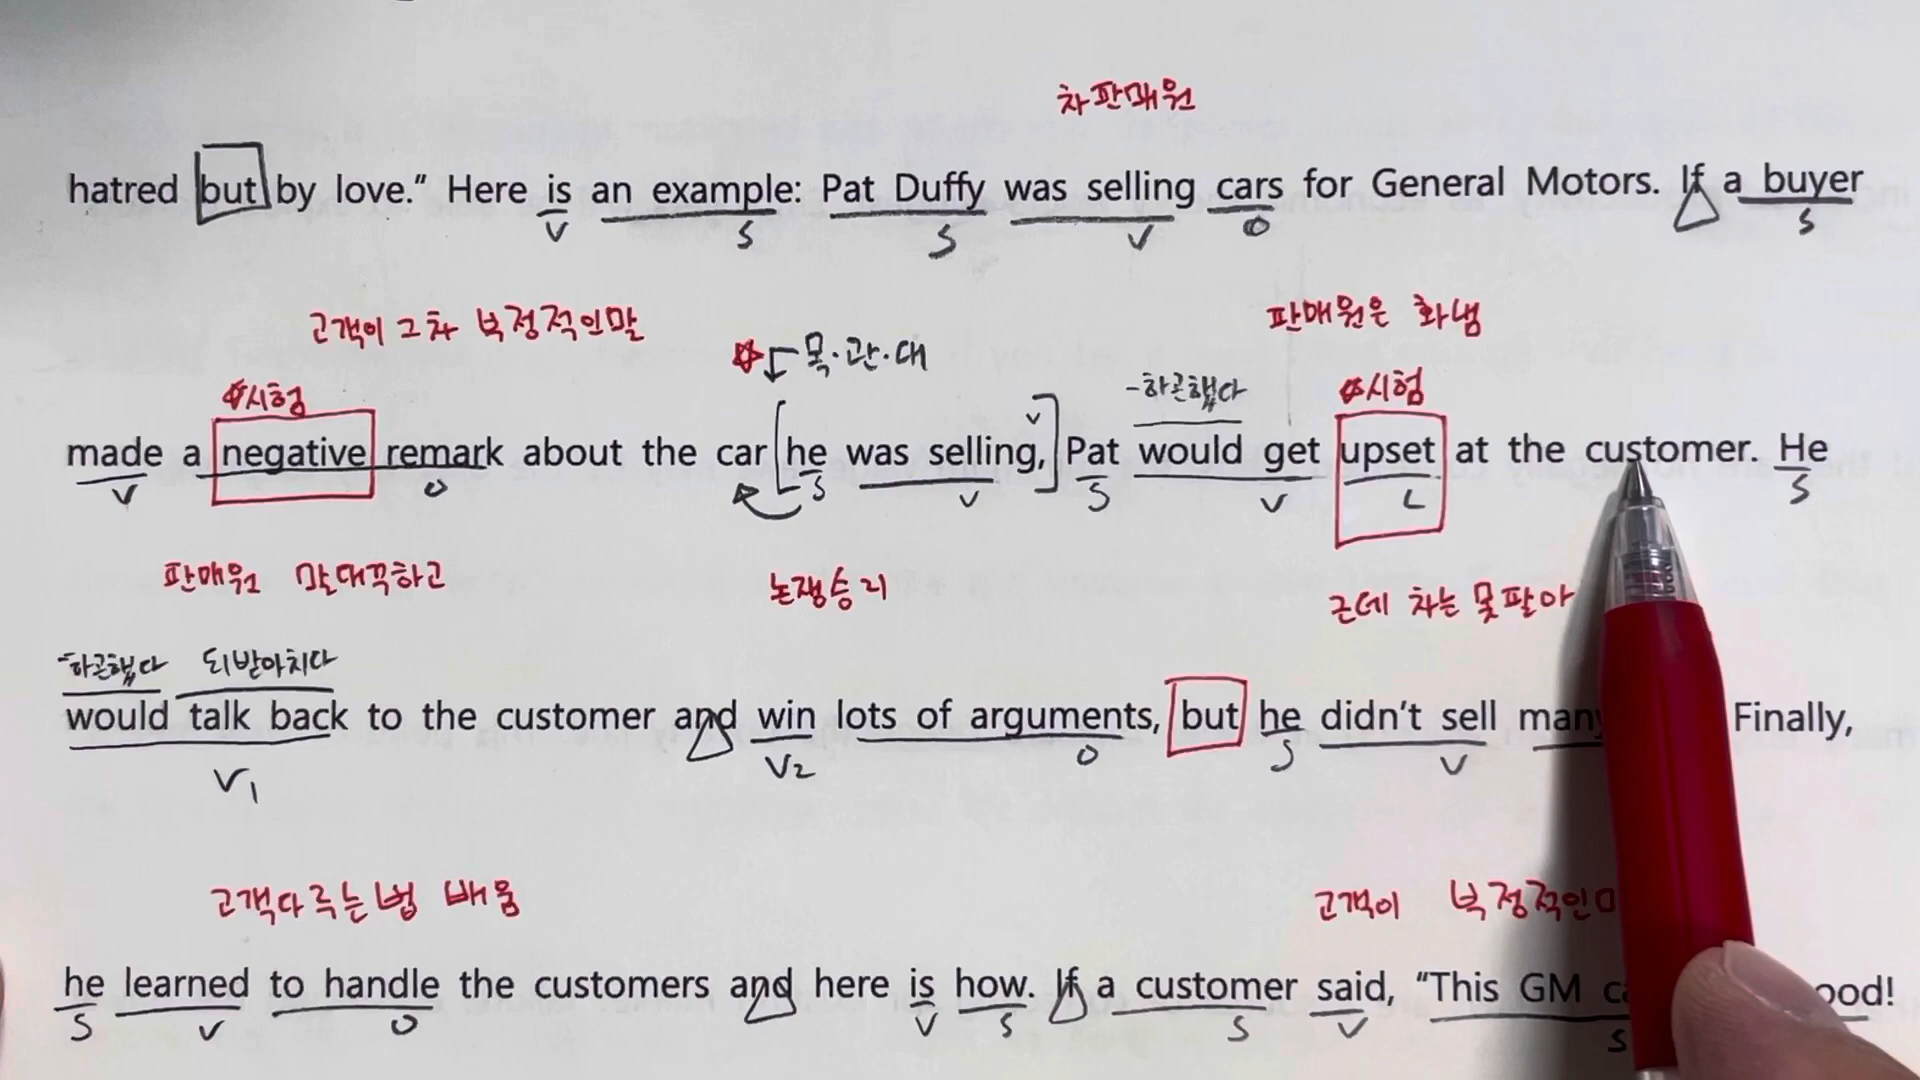 차판매원
hatred but by love.” Here is an example: Pat Duffy was selling cars for General Motors. If a buyer
V S S V O S
고객이 그차 부정적인말 판매원은 화냄
☆시험 ☆ 목·관·대 ~하곤했다 ☆시험
made a negative remark about the car [he was selling,] Pat would get upset at the customer. He
V O S V V S V C S
판매원 말대꾹하고 논쟁승리 근데 차는 못팔아
~하곤했다 되받아치다
would talk back to the customer and win lots of arguments, but he didn’t sell Finally,
V1 V2 O S V
고객다루는법 배움 고객이 부정적인
he learned to handle the customers and here is how. If a customer said, “This GM
S V O V S S V S